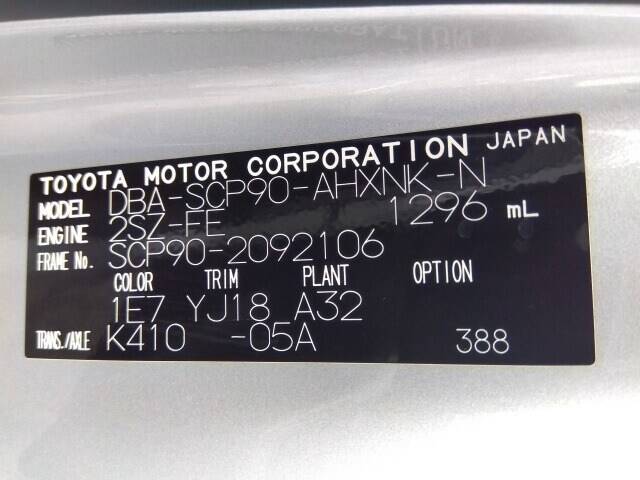 TOYOTA MOTOR CORPORATION JAPAN
MODEL DBA-SCP90-AHXNK-N
ENGINE 2SZ-FE 1296 mL
FRAME No. SCP90-2092106
COLOR TRIM PLANT OPTION
1E7 YJ18 A32
TRANS./AXLE K410 -05A 388